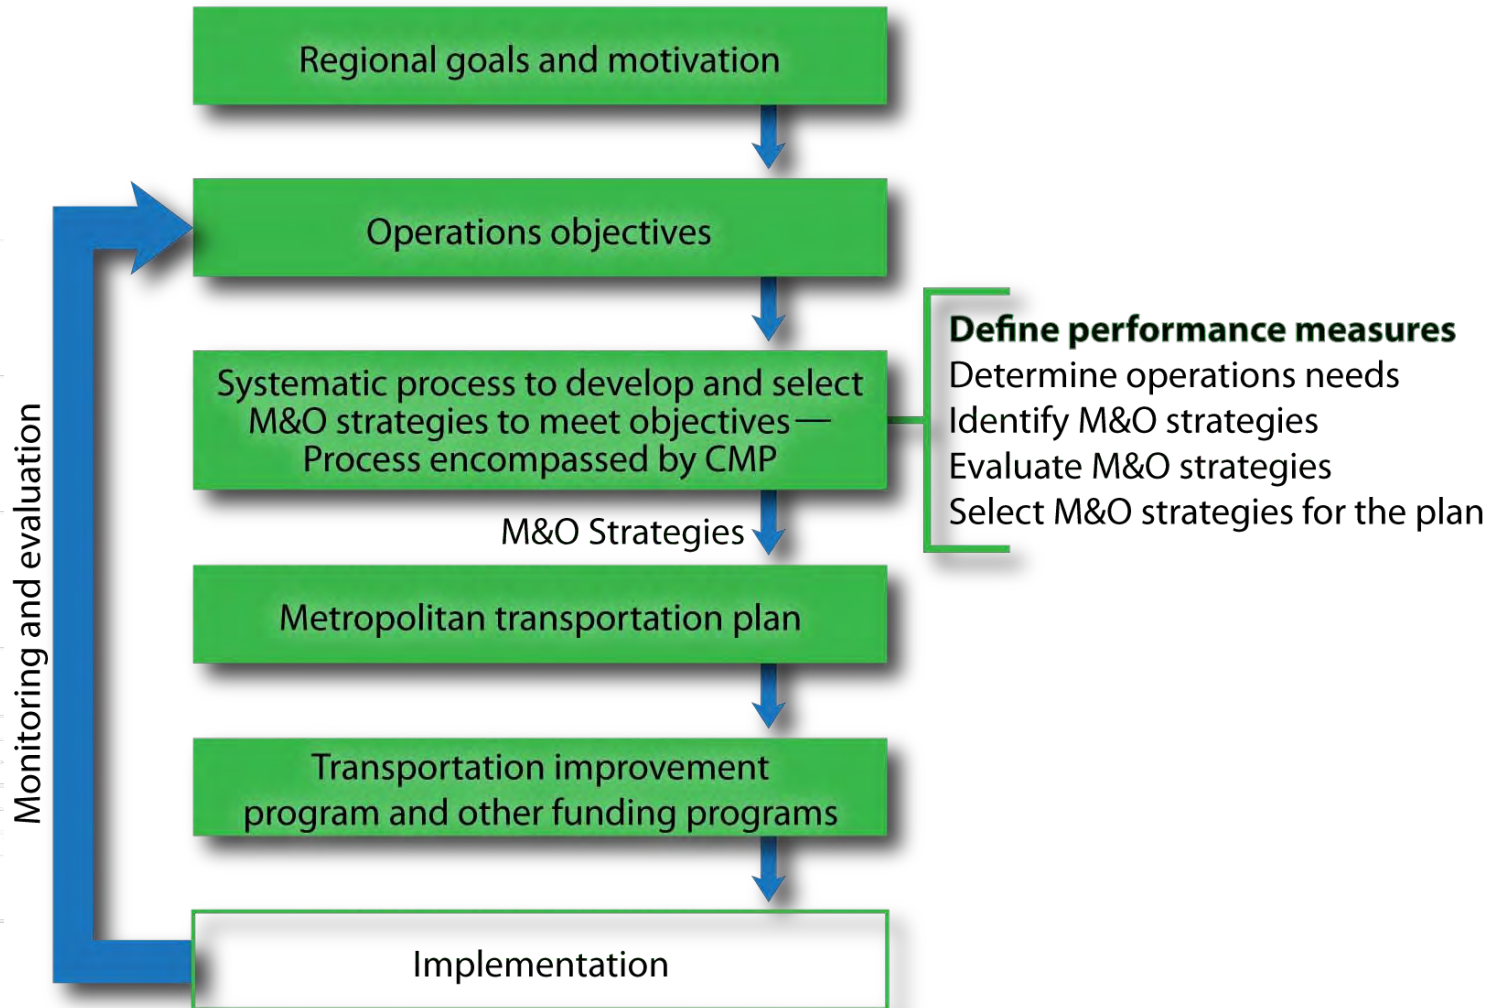 Regional goals and motivation
Operations objectives
Systematic process to develop and select
M&O strategies to meet objectives—
Process encompassed by CMP
Define performance measures
Determine operations needs
Identify M&O strategies
Evaluate M&O strategies
Select M&O strategies for the plan
M&O Strategies
Metropolitan transportation plan
Transportation improvement
program and other funding programs
Implementation
Monitoring and evaluation